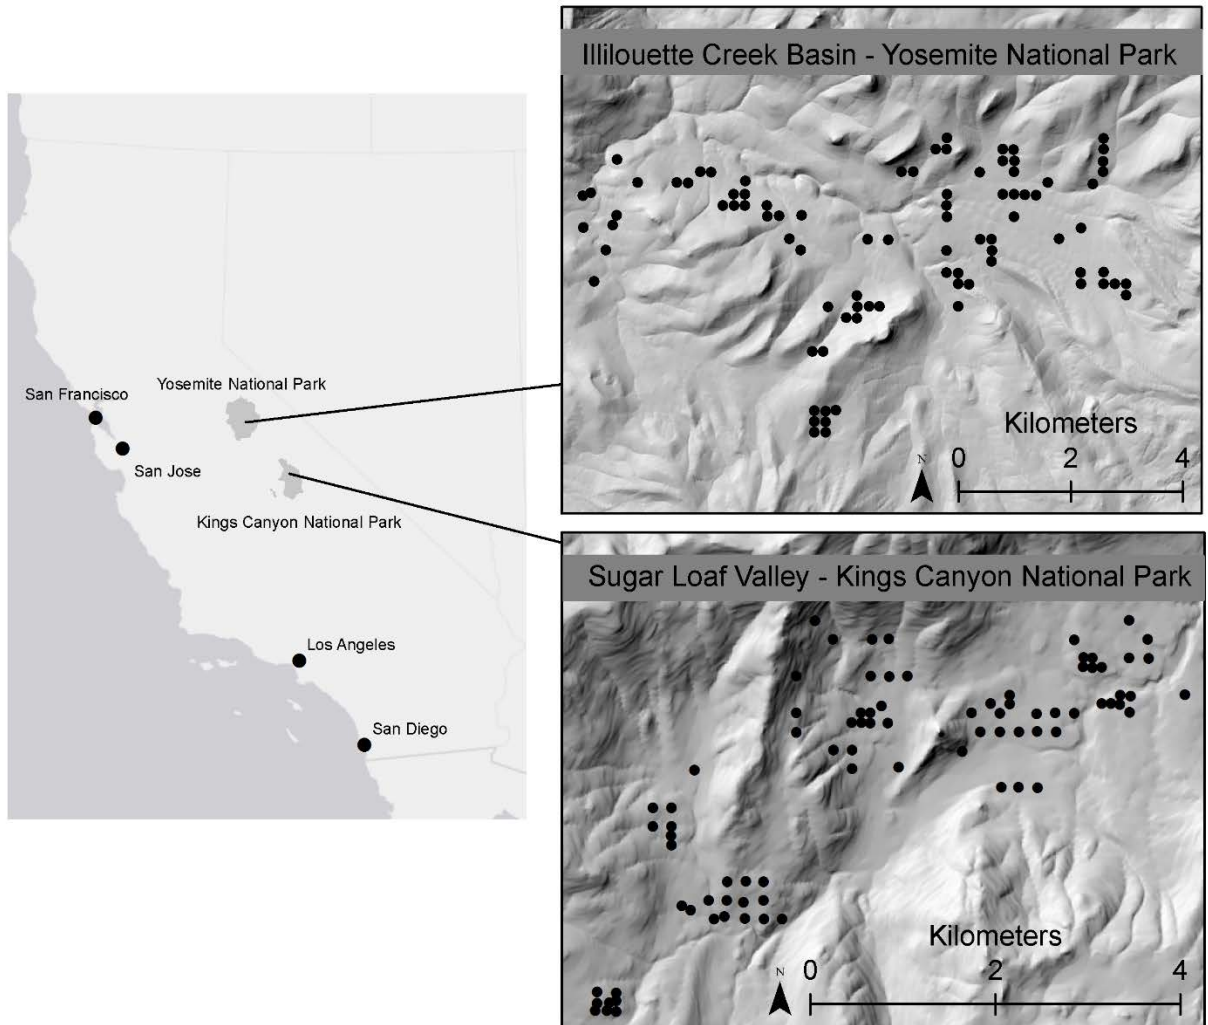 Illilouette Creek Basin - Yosemite National Park
Yosemite National Park
San Francisco
San Jose
Kings Canyon National Park
Los Angeles
San Diego
Kilometers
N
0 2 4
Sugar Loaf Valley - Kings Canyon National Park
Kilometers
N
0 2 4